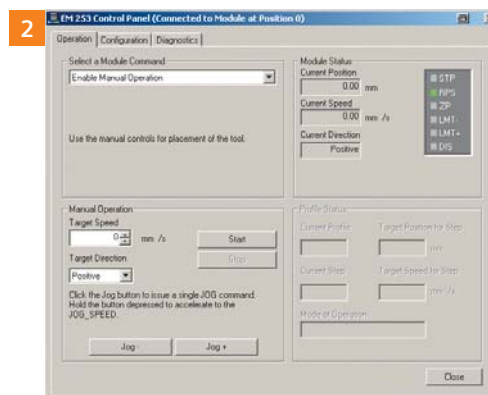 2
EM 253 Control Panel (Connected to Module at Position 0)
Operation Configuration Diagnostics
Select a Module Command
Enable Manual Operation
Use the manual controls for placement of the tool.
Module Status
Current Position
0.00 mm
Current Speed
0.00 mm /s
Current Direction
Positive
STP
RPS
ZP
LMT-
LMT+
DIS
Manual Operation
Target Speed
0 mm /s
Start
Target Direction
Stop
Positive
Click the Jog button to issue a single JOG command.
Hold the button depressed to accelerate to the
JOG_SPEED.
Jog - Jog +
Profile Status
Current Profile Target Position for Step
mm
Current Step Target Speed for Step
mm /s
Mode of Operation
Close